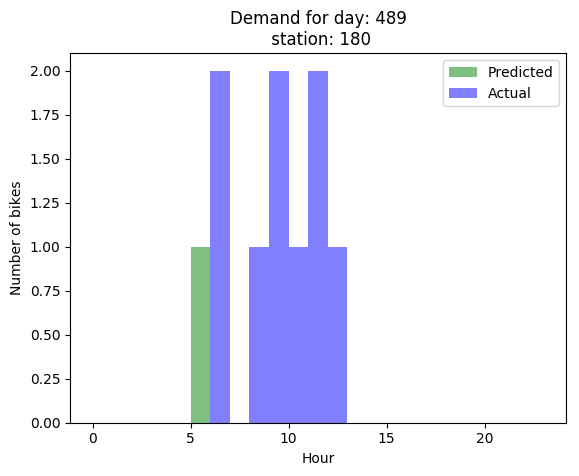 Demand for day: 489
station: 180
Predicted
Actual
2.00
1.75
1.50
1.25
1.00
0.75
0.50
0.25
0.00
Number of bikes
0 5 10 15 20
Hour